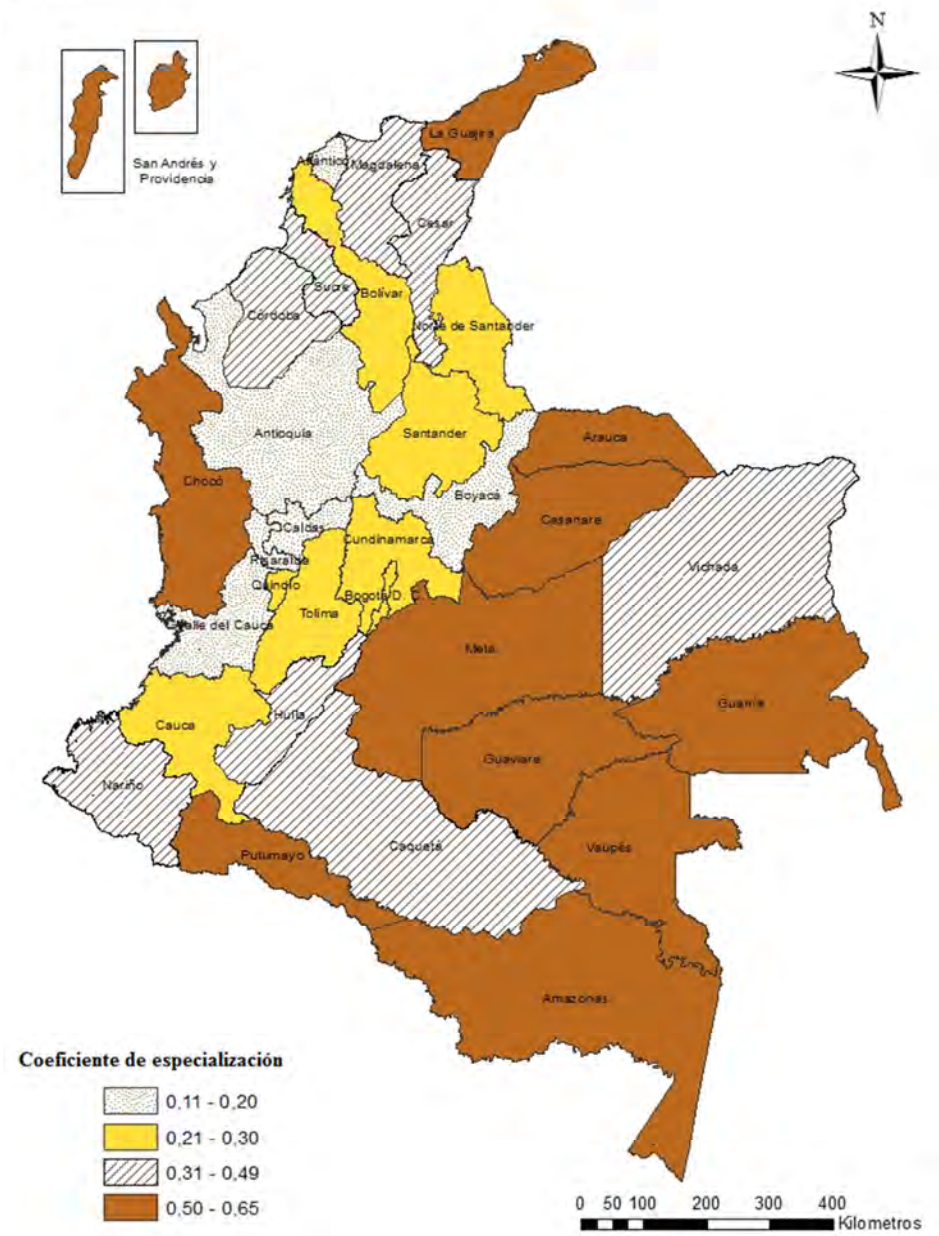 N
San Andrés y
Providencia
La Guajira
Atlántico
Magdalena
Cesar
Sucre
Bolívar
Córdoba
Norte de Santander
Antioquia
Santander
Arauca
Chocó
Boyacá
Casanare
Caldas
Cundinamarca
Vichada
Risaralda
Quindío
Bogotá D. C.
Tolima
Valle del Cauca
Meta
Guainía
Huila
Cauca
Guaviare
Nariño
Caquetá
Vaupés
Putumayo
Amazonas
Coeficiente de especialización
0,11 - 0,20
0,21 - 0,30
0,31 - 0,49
0,50 - 0,65
0 50 100 200 300 400
Kilometros